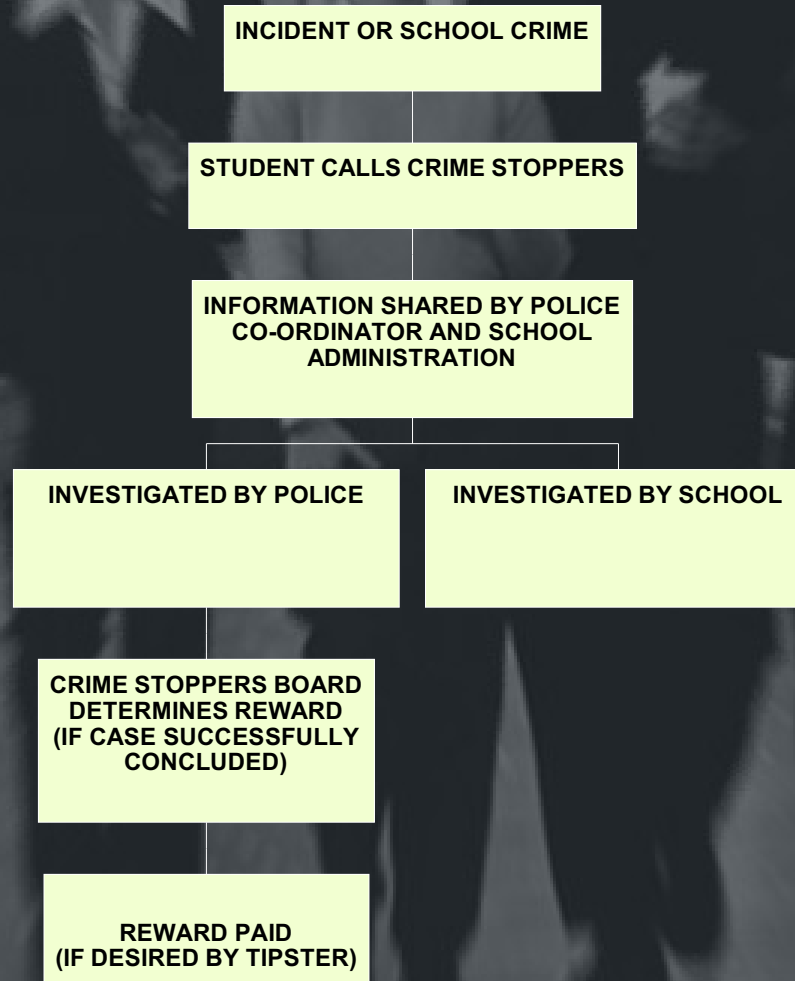 INCIDENT OR SCHOOL CRIME
STUDENT CALLS CRIME STOPPERS
INFORMATION SHARED BY POLICE
CO-ORDINATOR AND SCHOOL
ADMINISTRATION
INVESTIGATED BY POLICE
INVESTIGATED BY SCHOOL
CRIME STOPPERS BOARD
DETERMINES REWARD
(IF CASE SUCCESSFULLY
CONCLUDED)
REWARD PAID
(IF DESIRED BY TIPSTER)